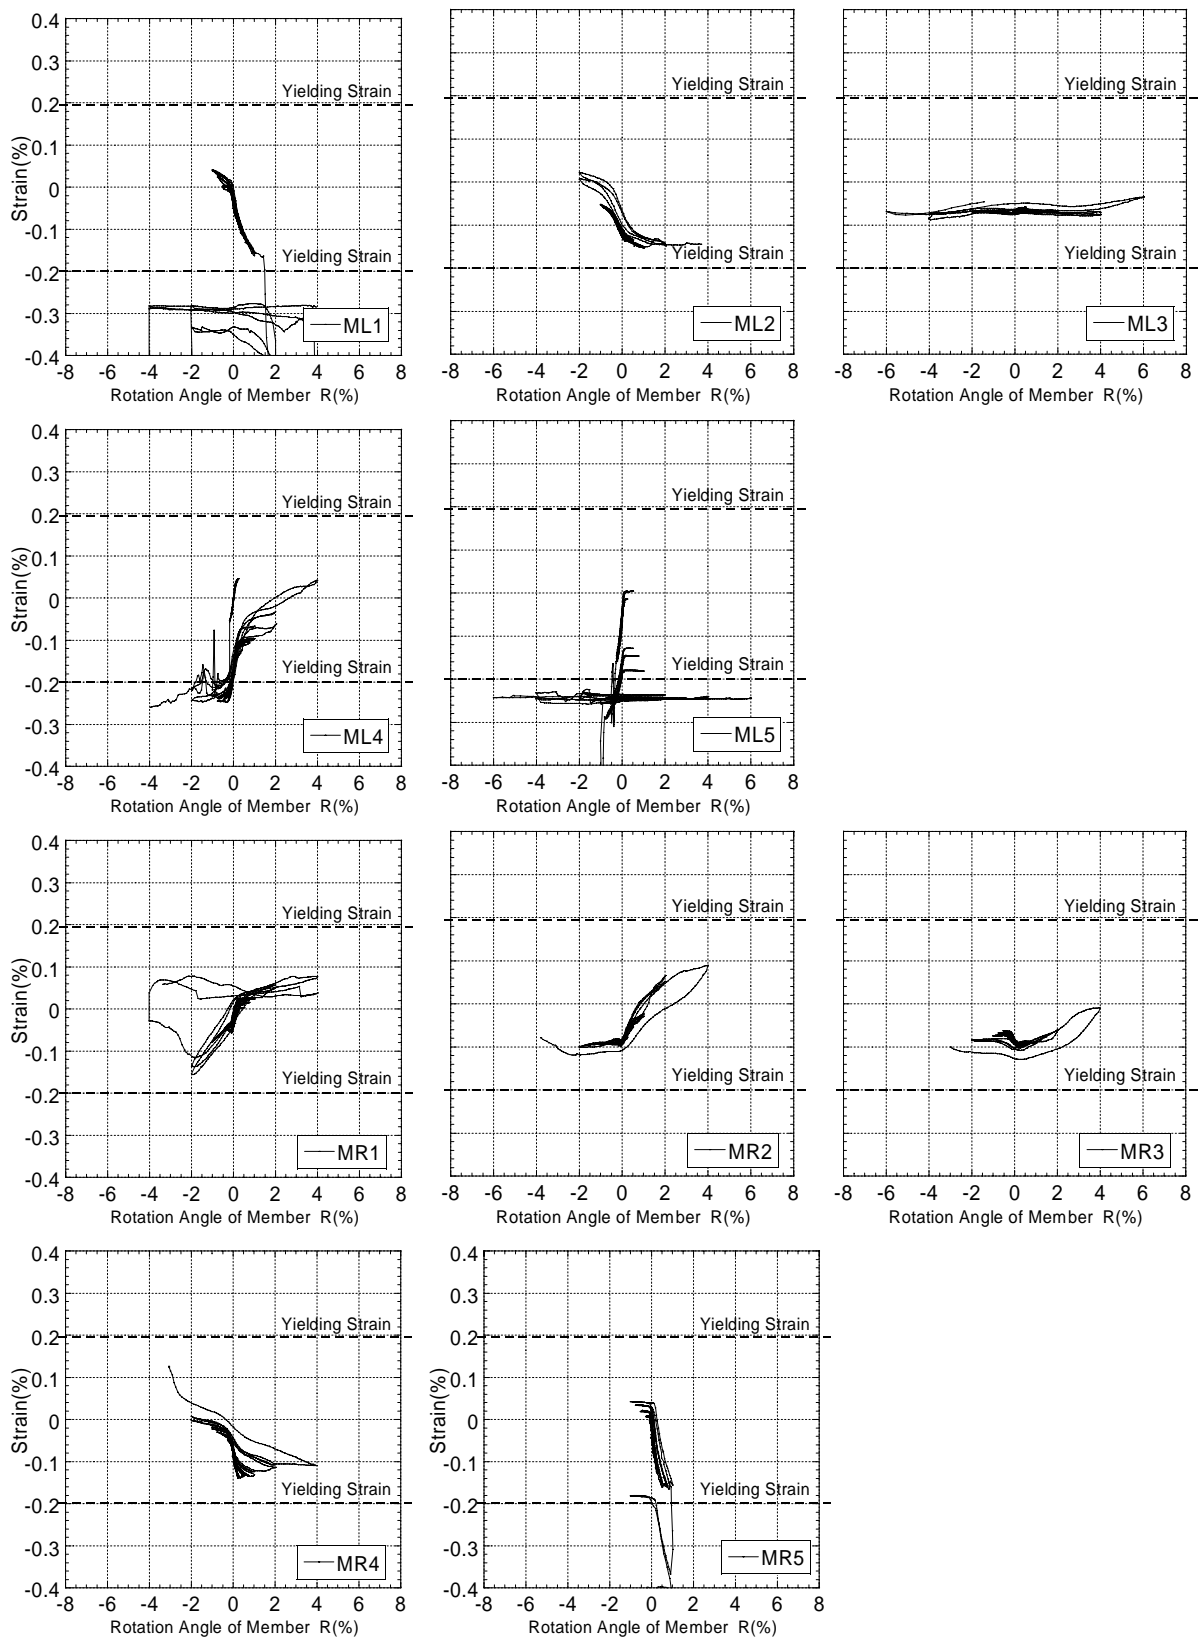 0.4
0.3
0.2
0.1
0
-0.1
-0.2
-0.3
-0.4
Strain(%)
Yielding Strain
Yielding Strain
ML1
-8 -6 -4 -2 0 2 4 6 8
Rotation Angle of Member R(%)
Yielding Strain
Yielding Strain
ML2
-8 -6 -4 -2 0 2 4 6 8
Rotation Angle of Member R(%)
Yielding Strain
Yielding Strain
ML3
-8 -6 -4 -2 0 2 4 6 8
Rotation Angle of Member R(%)
0.4
0.3
0.2
0.1
0
-0.1
-0.2
-0.3
-0.4
Strain(%)
Yielding Strain
Yielding Strain
ML4
-8 -6 -4 -2 0 2 4 6 8
Rotation Angle of Member R(%)
Yielding Strain
Yielding Strain
ML5
-8 -6 -4 -2 0 2 4 6 8
Rotation Angle of Member R(%)
0.4
0.3
0.2
0.1
0
-0.1
-0.2
-0.3
-0.4
Strain(%)
Yielding Strain
Yielding Strain
MR1
-8 -6 -4 -2 0 2 4 6 8
Rotation Angle of Member R(%)
Yielding Strain
Yielding Strain
MR2
-8 -6 -4 -2 0 2 4 6 8
Rotation Angle of Member R(%)
Yielding Strain
Yielding Strain
MR3
-8 -6 -4 -2 0 2 4 6 8
Rotation Angle of Member R(%)
0.4
0.3
0.2
0.1
0
-0.1
-0.2
-0.3
-0.4
Strain(%)
Yielding Strain
Yielding Strain
MR4
-8 -6 -4 -2 0 2 4 6 8
Rotation Angle of Member R(%)
0.4
0.3
0.2
0.1
0
-0.1
-0.2
-0.3
-0.4
Strain(%)
Yielding Strain
Yielding Strain
MR5
-8 -6 -4 -2 0 2 4 6 8
Rotation Angle of Member R(%)